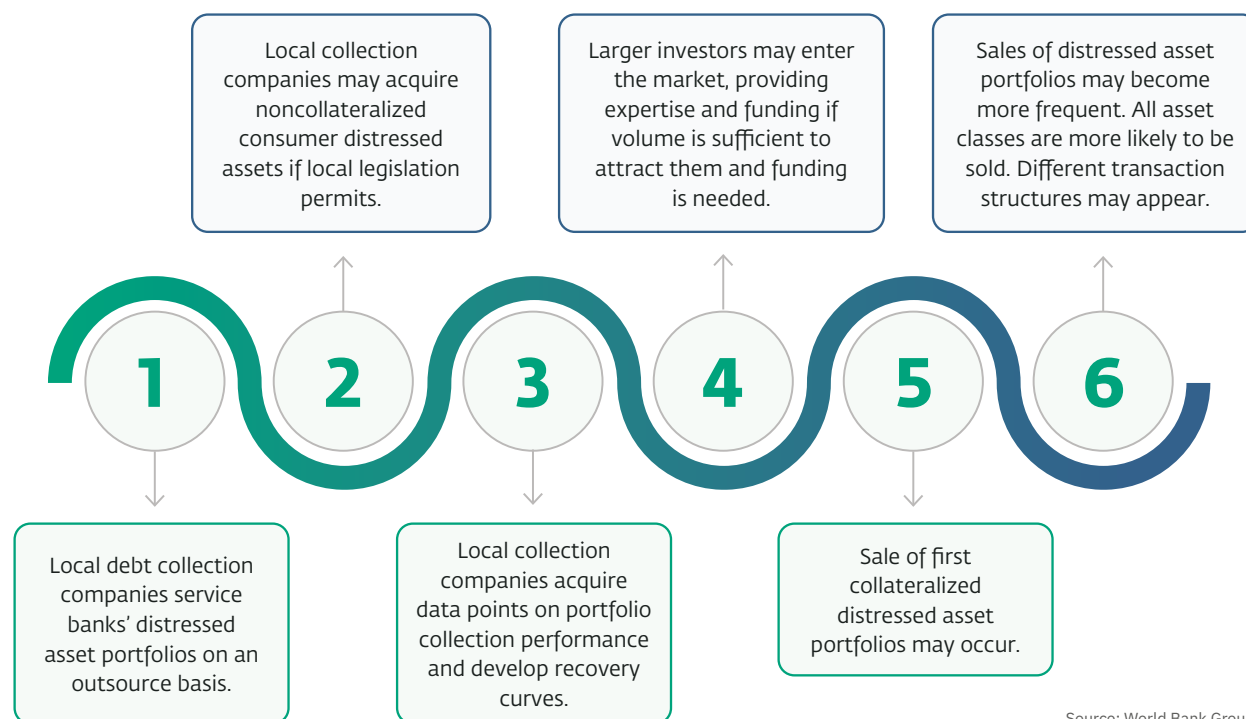 Local collection
companies may acquire
noncollateralized
consumer distressed
assets if local legislation
permits.
Larger investors may enter
the market, providing
expertise and funding if
volume is sufficient to
attract them and funding
is needed.
Sales of distressed asset
portfolios may become
more frequent. All asset
classes are more likely to be
sold. Different transaction
structures may appear.
1
2
3
4
5
6
Local debt collection
companies service
banks’ distressed
asset portfolios on an
outsource basis.
Local collection
companies acquire
data points on portfolio
collection performance
and develop recovery
curves.
Sale of first
collateralized
distressed asset
portfolios may occur.
Source: World Bank Grou